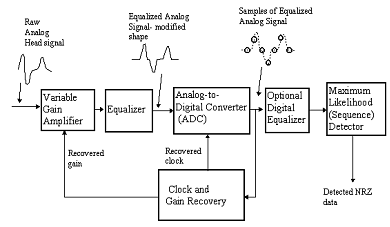 Raw
Analog
Head signal
Equalized Analog
Signal- modified
shape
Samples of Equalized
Analog Signal
Variable
Gain
Amplifier
Equalizer
Analog-to-
Digital Converter
(ADC)
Optional
Digital
Equalizer
Maximum
Likelihood
(Sequence)
Detector
Recovered
gain
Recovered
clock
Clock and
Gain Recovery
Detected NRZ
data